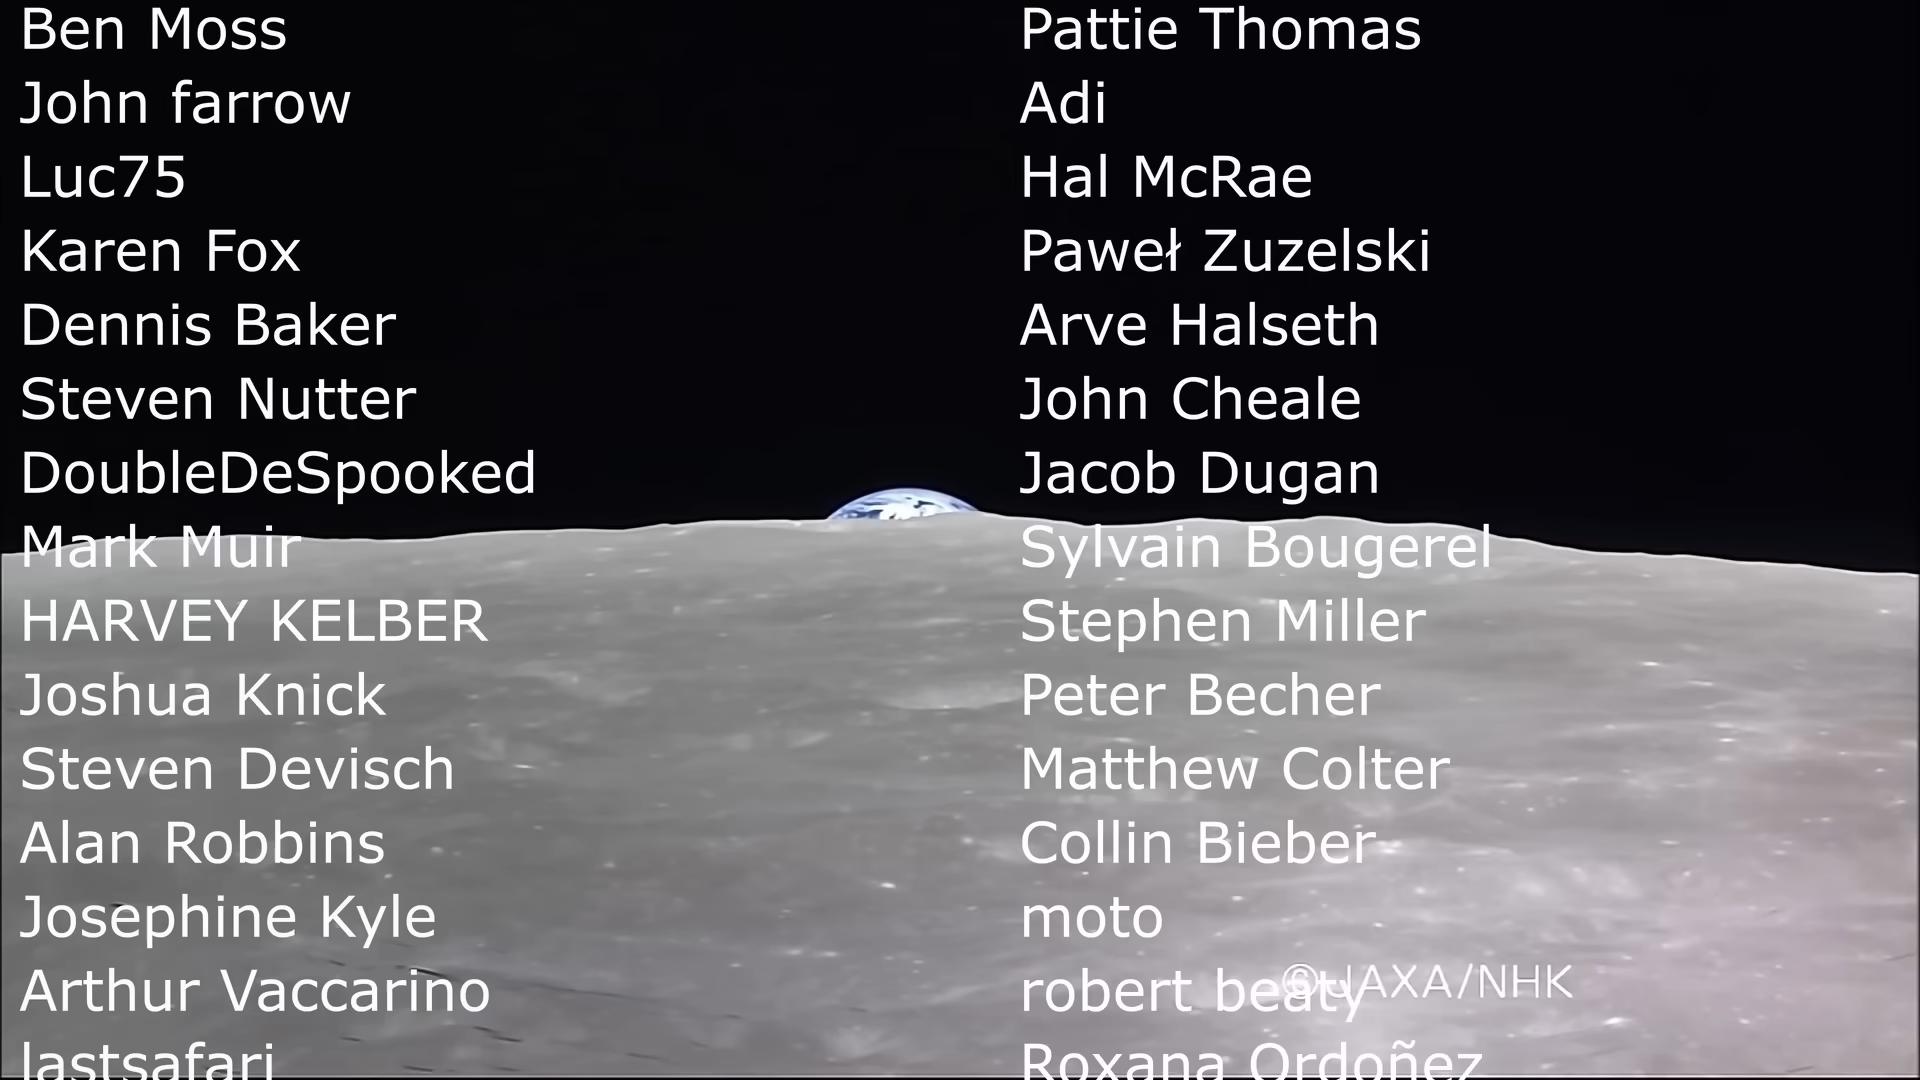 Ben Moss
John farrow
Luc75
Karen Fox
Dennis Baker
Steven Nutter
DoubleDeSpooked
Mark Muir
HARVEY KELBER
Joshua Knick
Steven Devisch
Alan Robbins
Josephine Kyle
Arthur Vaccarino
lastsafari
Pattie Thomas
Adi
Hal McRae
Paweł Zuzelski
Arve Halseth
John Cheale
Jacob Dugan
Sylvain Bougerel
Stephen Miller
Peter Becher
Matthew Colter
Collin Bieber
moto
robert beaty
©JAXA/NHK
Roxana Ordoñez